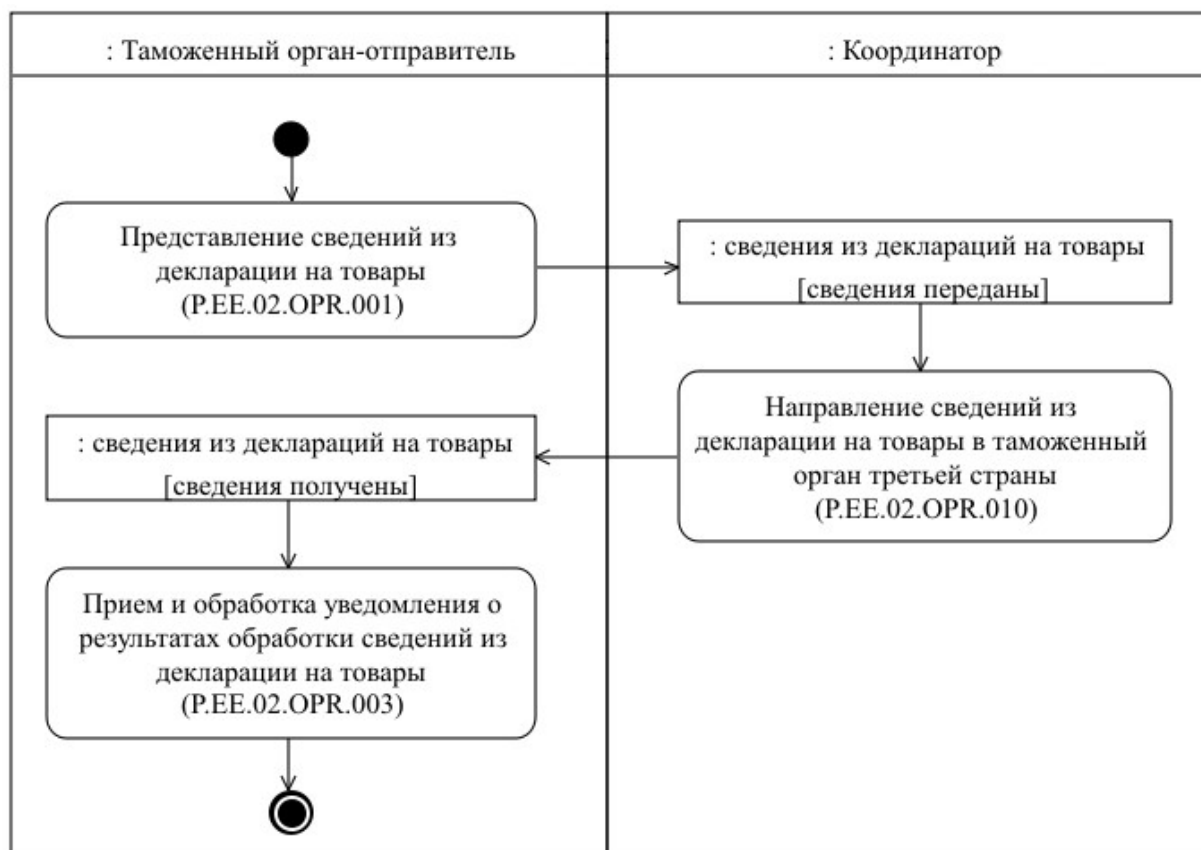 : Таможенный орган-отправитель
: Координатор
Представление сведений из
декларации на товары
(P.EE.02.OPR.001)
: сведения из деклараций на товары
[сведения переданы]
Направление сведений из
декларации на товары в таможенный
орган третьей страны
(P.EE.02.OPR.010)
: сведения из деклараций на товары
[сведения получены]
Прием и обработка уведомления о
результатах обработки сведений из
декларации на товары
(P.EE.02.OPR.003)